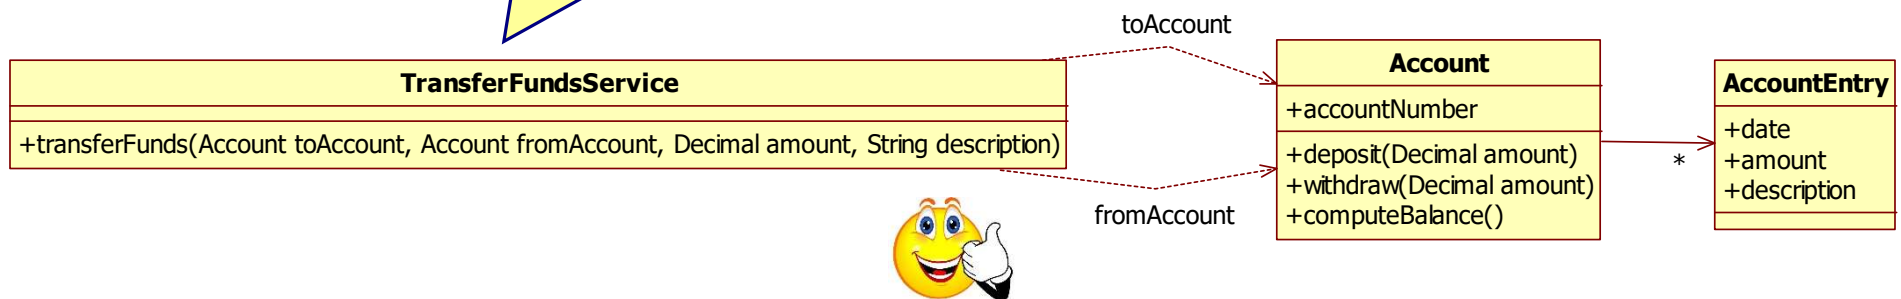 toAccount
TransferFundsService
+transferFunds(Account toAccount, Account fromAccount, Decimal amount, String description)
fromAccount
Account
+accountNumber
+deposit(Decimal amount)
+withdraw(Decimal amount)
+computeBalance()
*
AccountEntry
+date
+amount
+description